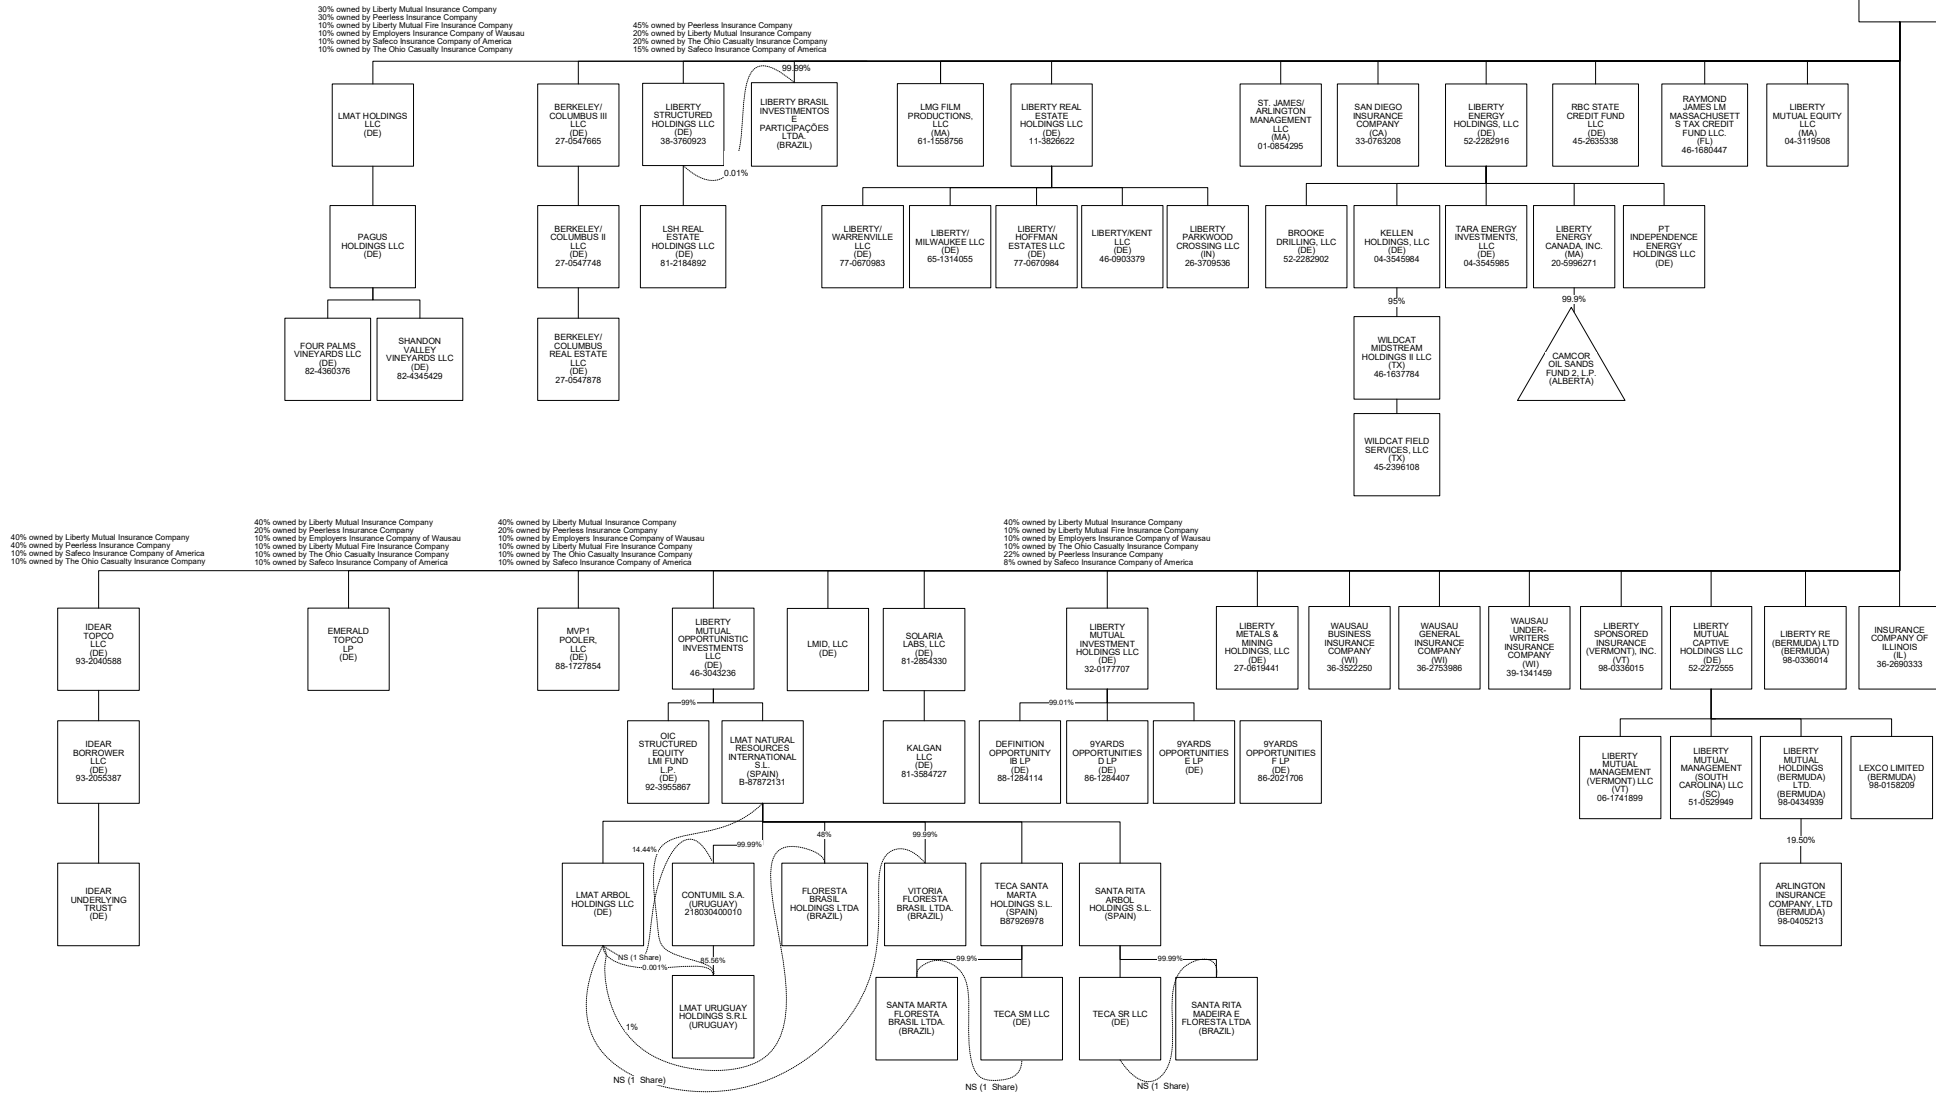 30% owned by Liberty Mutual Insurance Company
30% owned by Peerless Insurance Company
10% owned by Liberty Mutual Fire Insurance Company
10% owned by Employers Insurance Company of Wausau
10% owned by Safeco Insurance Company of America
10% owned by The Ohio Casualty Insurance Company
45% owned by Peerless Insurance Company
20% owned by Liberty Mutual Insurance Company
20% owned by The Ohio Casualty Insurance Company
15% owned by Safeco Insurance Company of America
99.99%
LMAT HOLDINGS
LLC
(DE)
BERKELEY/
COLUMBUS III
LLC
(DE)
27-0547665
LIBERTY
STRUCTURED
HOLDINGS LLC
(DE)
38-3760923
LIBERTY BRASIL
INVESTIMENTOS
E
PARTICIPAÇÕES
LTDA.
(BRAZIL)
LMG FILM
PRODUCTIONS,
LLC
(MA)
61-1558756
LIBERTY REAL
ESTATE
HOLDINGS LLC
(DE)
11-3826622
ST. JAMES/
ARLINGTON
MANAGEMENT
LLC
(MA)
01-0854295
SAN DIEGO
INSURANCE
COMPANY
(CA)
33-0763208
LIBERTY
ENERGY
HOLDINGS, LLC
(DE)
52-2282916
RBC STATE
CREDIT FUND
LLC
(DE)
45-2635338
RAYMOND
JAMES LM
MASSACHUSETT
S TAX CREDIT
FUND LLC.
(FL)
46-1680447
LIBERTY
MUTUAL EQUITY
LLC
(MA)
04-3119508
0.01%
PAGUS
HOLDINGS LLC
(DE)
BERKELEY/
COLUMBUS II
LLC
(DE)
27-0547748
LSH REAL
ESTATE
HOLDINGS LLC
(DE)
81-2184892
LIBERTY/
WARRENVILLE
LLC
(DE)
77-0670983
LIBERTY/
MILWAUKEE LLC
(DE)
65-1314055
LIBERTY/
HOFFMAN
ESTATES LLC
(DE)
77-0670984
LIBERTY/KENT
LLC
(DE)
46-0903379
LIBERTY
PARKWOOD
CROSSING LLC
(IN)
26-3709536
BROOKE
DRILLING, LLC
(DE)
52-2282902
KELLEN
HOLDINGS, LLC
(DE)
04-3545984
TARA ENERGY
INVESTMENTS,
LLC
(DE)
04-3545985
LIBERTY
ENERGY
CANADA, INC.
(MA)
20-5996271
PT
INDEPENDENCE
ENERGY
HOLDINGS LLC
(DE)
95%
99.9%
FOUR PALMS
VINEYARDS LLC
(DE)
82-4360376
SHANDON
VALLEY
VINEYARDS LLC
(DE)
82-4345429
BERKELEY/
COLUMBUS
REAL ESTATE
LLC
(DE)
27-0547878
WILDCAT
MIDSTREAM
HOLDINGS II LLC
(TX)
46-1637784
CAMCOR
OIL SANDS
FUND 2, L.P.
(ALBERTA)
WILDCAT FIELD
SERVICES, LLC
(TX)
45-2396108
40% owned by Liberty Mutual Insurance Company
40% owned by Peerless Insurance Company
10% owned by Safeco Insurance Company of America
10% owned by The Ohio Casualty Insurance Company
40% owned by Liberty Mutual Insurance Company
20% owned by Peerless Insurance Company
10% owned by Employers Insurance Company of Wausau
10% owned by Liberty Mutual Fire Insurance Company
10% owned by The Ohio Casualty Insurance Company
10% owned by Safeco Insurance Company of America
40% owned by Liberty Mutual Insurance Company
20% owned by Peerless Insurance Company
10% owned by Employers Insurance Company of Wausau
10% owned by Liberty Mutual Fire Insurance Company
10% owned by The Ohio Casualty Insurance Company
10% owned by Safeco Insurance Company of America
40% owned by Liberty Mutual Insurance Company
10% owned by Liberty Mutual Fire Insurance Company
10% owned by Employers Insurance Company of Wausau
10% owned by The Ohio Casualty Insurance Company
22% owned by Peerless Insurance Company
8% owned by Safeco Insurance Company of America
IDEAR
TOPCO
LLC
(DE)
93-2040588
EMERALD
TOPCO
LP
(DE)
MVP1
POOLER,
LLC
(DE)
88-1727854
LIBERTY
MUTUAL
OPPORTUNISTIC
INVESTMENTS
LLC
(DE)
46-3043236
LMID, LLC
(DE)
SOLARIA
LABS, LLC
(DE)
81-2854330
LIBERTY
MUTUAL
INVESTMENT
HOLDINGS LLC
(DE)
32-0177707
LIBERTY
METALS &
MINING
HOLDINGS, LLC
(DE)
27-0619441
WAUSAU
BUSINESS
INSURANCE
COMPANY
(WI)
36-3522250
WAUSAU
GENERAL
INSURANCE
COMPANY
(WI)
36-2753986
WAUSAU
UNDER-
WRITERS
INSURANCE
COMPANY
(WI)
39-1341459
LIBERTY
SPONSORED
INSURANCE
(VERMONT), INC.
(VT)
98-0336015
LIBERTY
MUTUAL
CAPTIVE
HOLDINGS LLC
(DE)
52-2272555
LIBERTY RE
(BERMUDA) LTD
(BERMUDA)
98-0336014
INSURANCE
COMPANY OF
ILLINOIS
(IL)
36-2690333
99%
99.01%
IDEAR
BORROWER
LLC
(DE)
93-2055387
OIC
STRUCTURED
EQUITY
LMI FUND
L.P.
(DE)
92-3955867
LMAT NATURAL
RESOURCES
INTERNATIONAL
S.L.
(SPAIN)
B-87872131
KALGAN
LLC
(DE)
81-3584727
DEFINITION
OPPORTUNITY
IB LP
(DE)
88-1284114
9YARDS
OPPORTUNITIES
D LP
(DE)
86-1284407
9YARDS
OPPORTUNITIES
E LP
(DE)
9YARDS
OPPORTUNITIES
F LP
(DE)
86-2021706
LIBERTY
MUTUAL
MANAGEMENT
(VERMONT) LLC
(VT)
06-1741899
LIBERTY
MUTUAL
MANAGEMENT
(SOUTH
CAROLINA) LLC
(SC)
51-0529949
LIBERTY
MUTUAL
HOLDINGS
(BERMUDA)
LTD.
(BERMUDA)
98-0434939
LEXCO LIMITED
(BERMUDA)
98-0158209
14.44%
99.99%
48%
99.99%
19.50%
IDEAR
UNDERLYING
TRUST
(DE)
LMAT ARBOL
HOLDINGS LLC
(DE)
CONTUMIL S.A.
(URUGUAY)
218030400010
FLORESTA
BRASIL
HOLDINGS LTDA
(BRAZIL)
VITORIA
FLORESTA
BRASIL LTDA.
(BRAZIL)
TECA SANTA
MARTA
HOLDINGS S.L.
(SPAIN)
B87926978
SANTA RITA
ARBOL
HOLDINGS S.L.
(SPAIN)
ARLINGTON
INSURANCE
COMPANY, LTD
(BERMUDA)
98-0405213
NS (1 Share)
0.001%
85.56%
99.9%
99.99%
LMAT URUGUAY
HOLDINGS S.R.L
(URUGUAY)
SANTA MARTA
FLORESTA
BRASIL LTDA.
(BRAZIL)
TECA SM LLC
(DE)
TECA SR LLC
(DE)
SANTA RITA
MADEIRA E
FLORESTA LTDA
(BRAZIL)
1%
NS (1 Share)
NS (1 Share)
NS (1 Share)